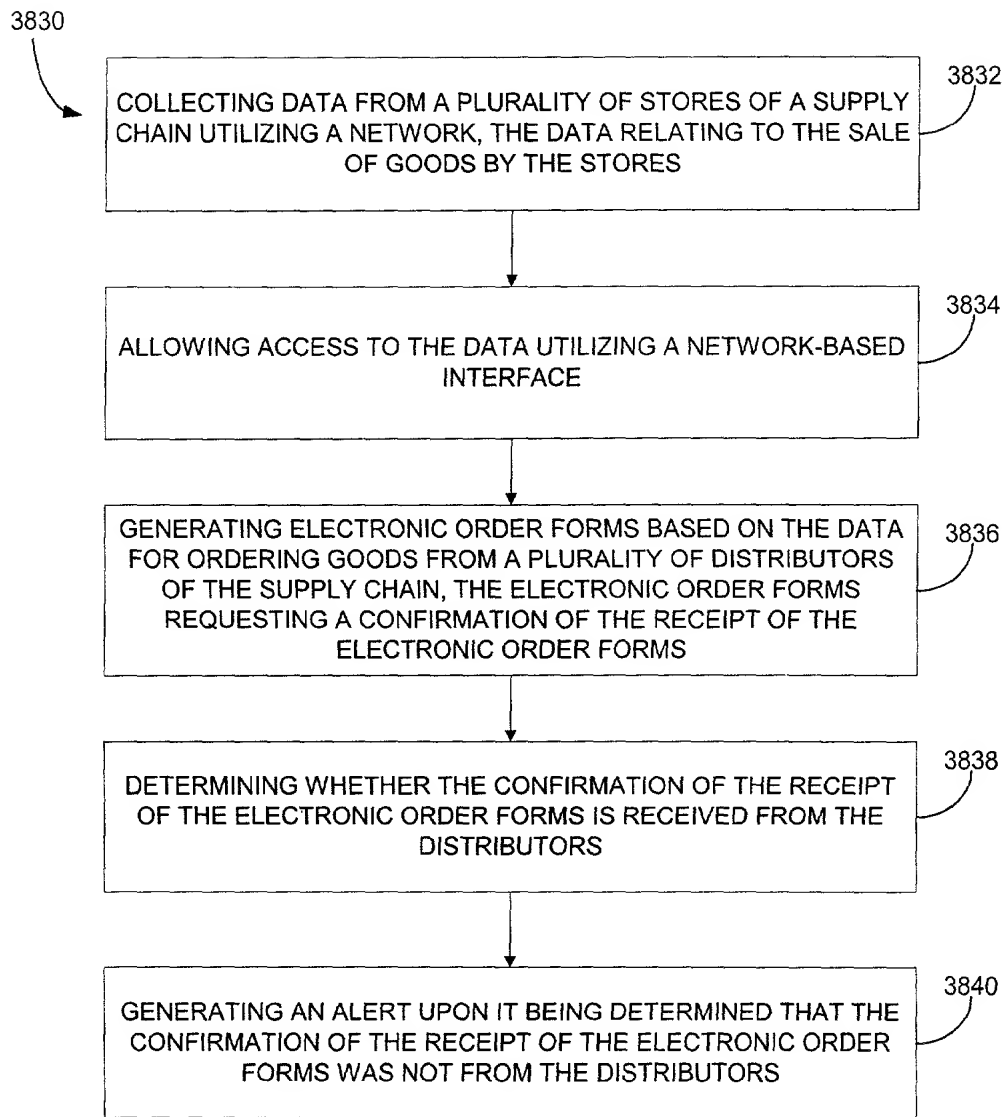 3830
COLLECTING DATA FROM A PLURALITY OF STORES OF A SUPPLY
CHAIN UTILIZING A NETWORK, THE DATA RELATING TO THE SALE
OF GOODS BY THE STORES
3832
ALLOWING ACCESS TO THE DATA UTILIZING A NETWORK-BASED
INTERFACE
3834
GENERATING ELECTRONIC ORDER FORMS BASED ON THE DATA
FOR ORDERING GOODS FROM A PLURALITY OF DISTRIBUTORS
OF THE SUPPLY CHAIN, THE ELECTRONIC ORDER FORMS
REQUESTING A CONFIRMATION OF THE RECEIPT OF THE
ELECTRONIC ORDER FORMS
3836
DETERMINING WHETHER THE CONFIRMATION OF THE RECEIPT
OF THE ELECTRONIC ORDER FORMS IS RECEIVED FROM THE
DISTRIBUTORS
3838
GENERATING AN ALERT UPON IT BEING DETERMINED THAT THE
CONFIRMATION OF THE RECEIPT OF THE ELECTRONIC ORDER
FORMS WAS NOT FROM THE DISTRIBUTORS
3840